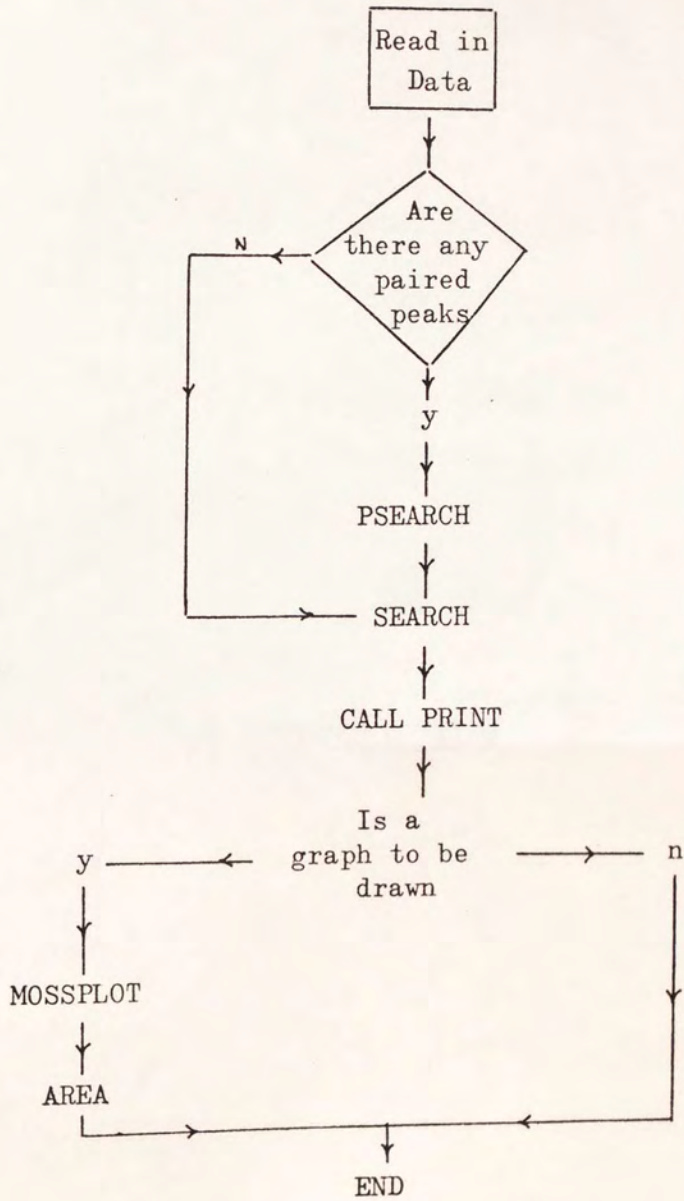 Read in
Data
Are
there any
paired
peaks
N
y
PSEARCH
SEARCH
CALL PRINT
Is a
graph to be
drawn
y
n
MOSSPLOT
AREA
END